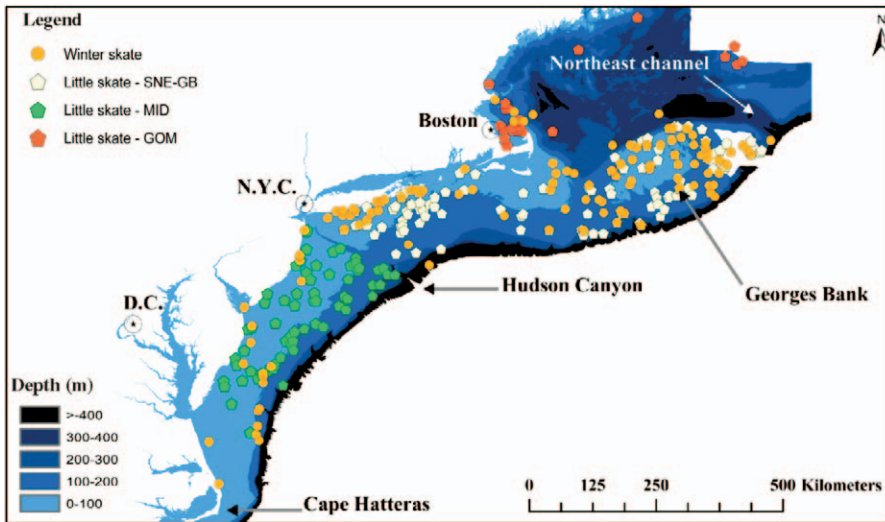 Legend
Winter skate
Little skate - SNE-GB
Little skate - MID
Little skate - GOM
N
Northeast channel
Boston
N.Y.C.
Hudson Canyon
Georges Bank
D.C.
Depth (m)
>-400
300-400
200-300
100-200
0-100
0 125 250 500 Kilometers
Cape Hatteras